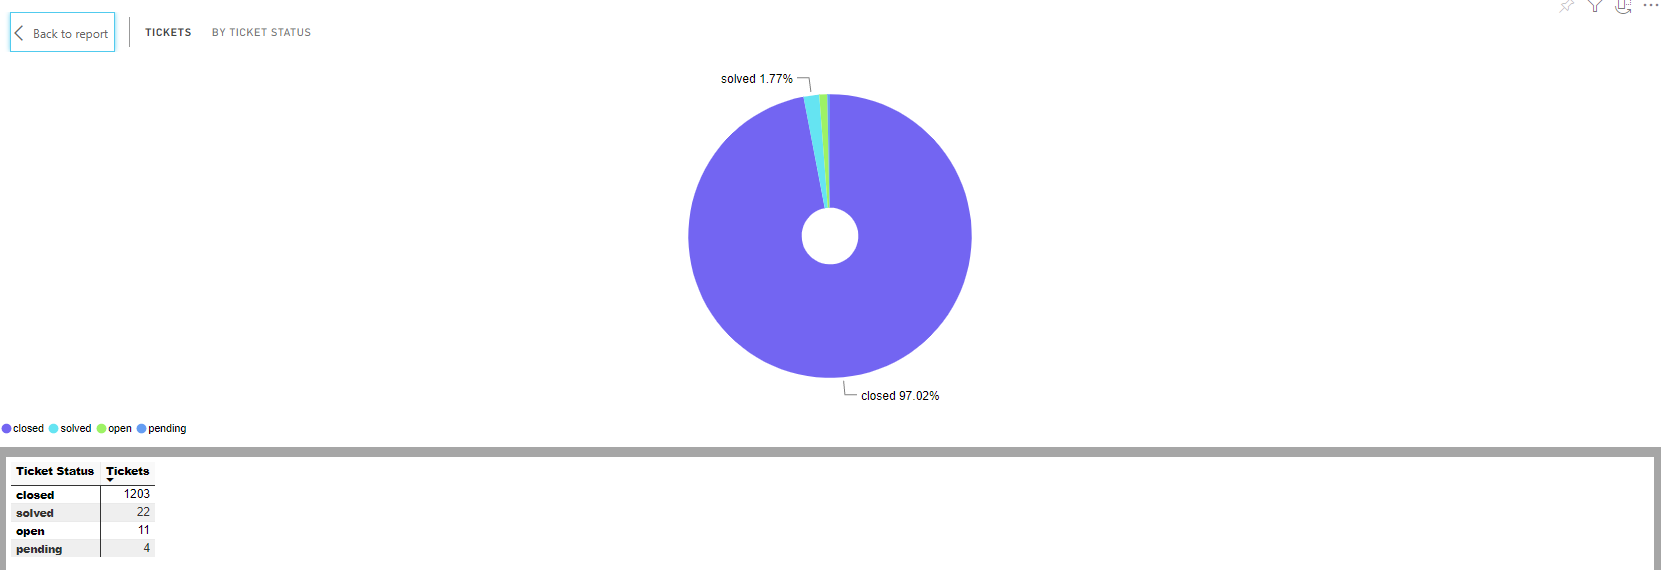 Back to report
TICKETS
BY TICKET STATUS
solved 1.77%
closed 97.02%
closed solved open pending
Ticket Status Tickets
closed 1203
solved 22
open 11
pending 4